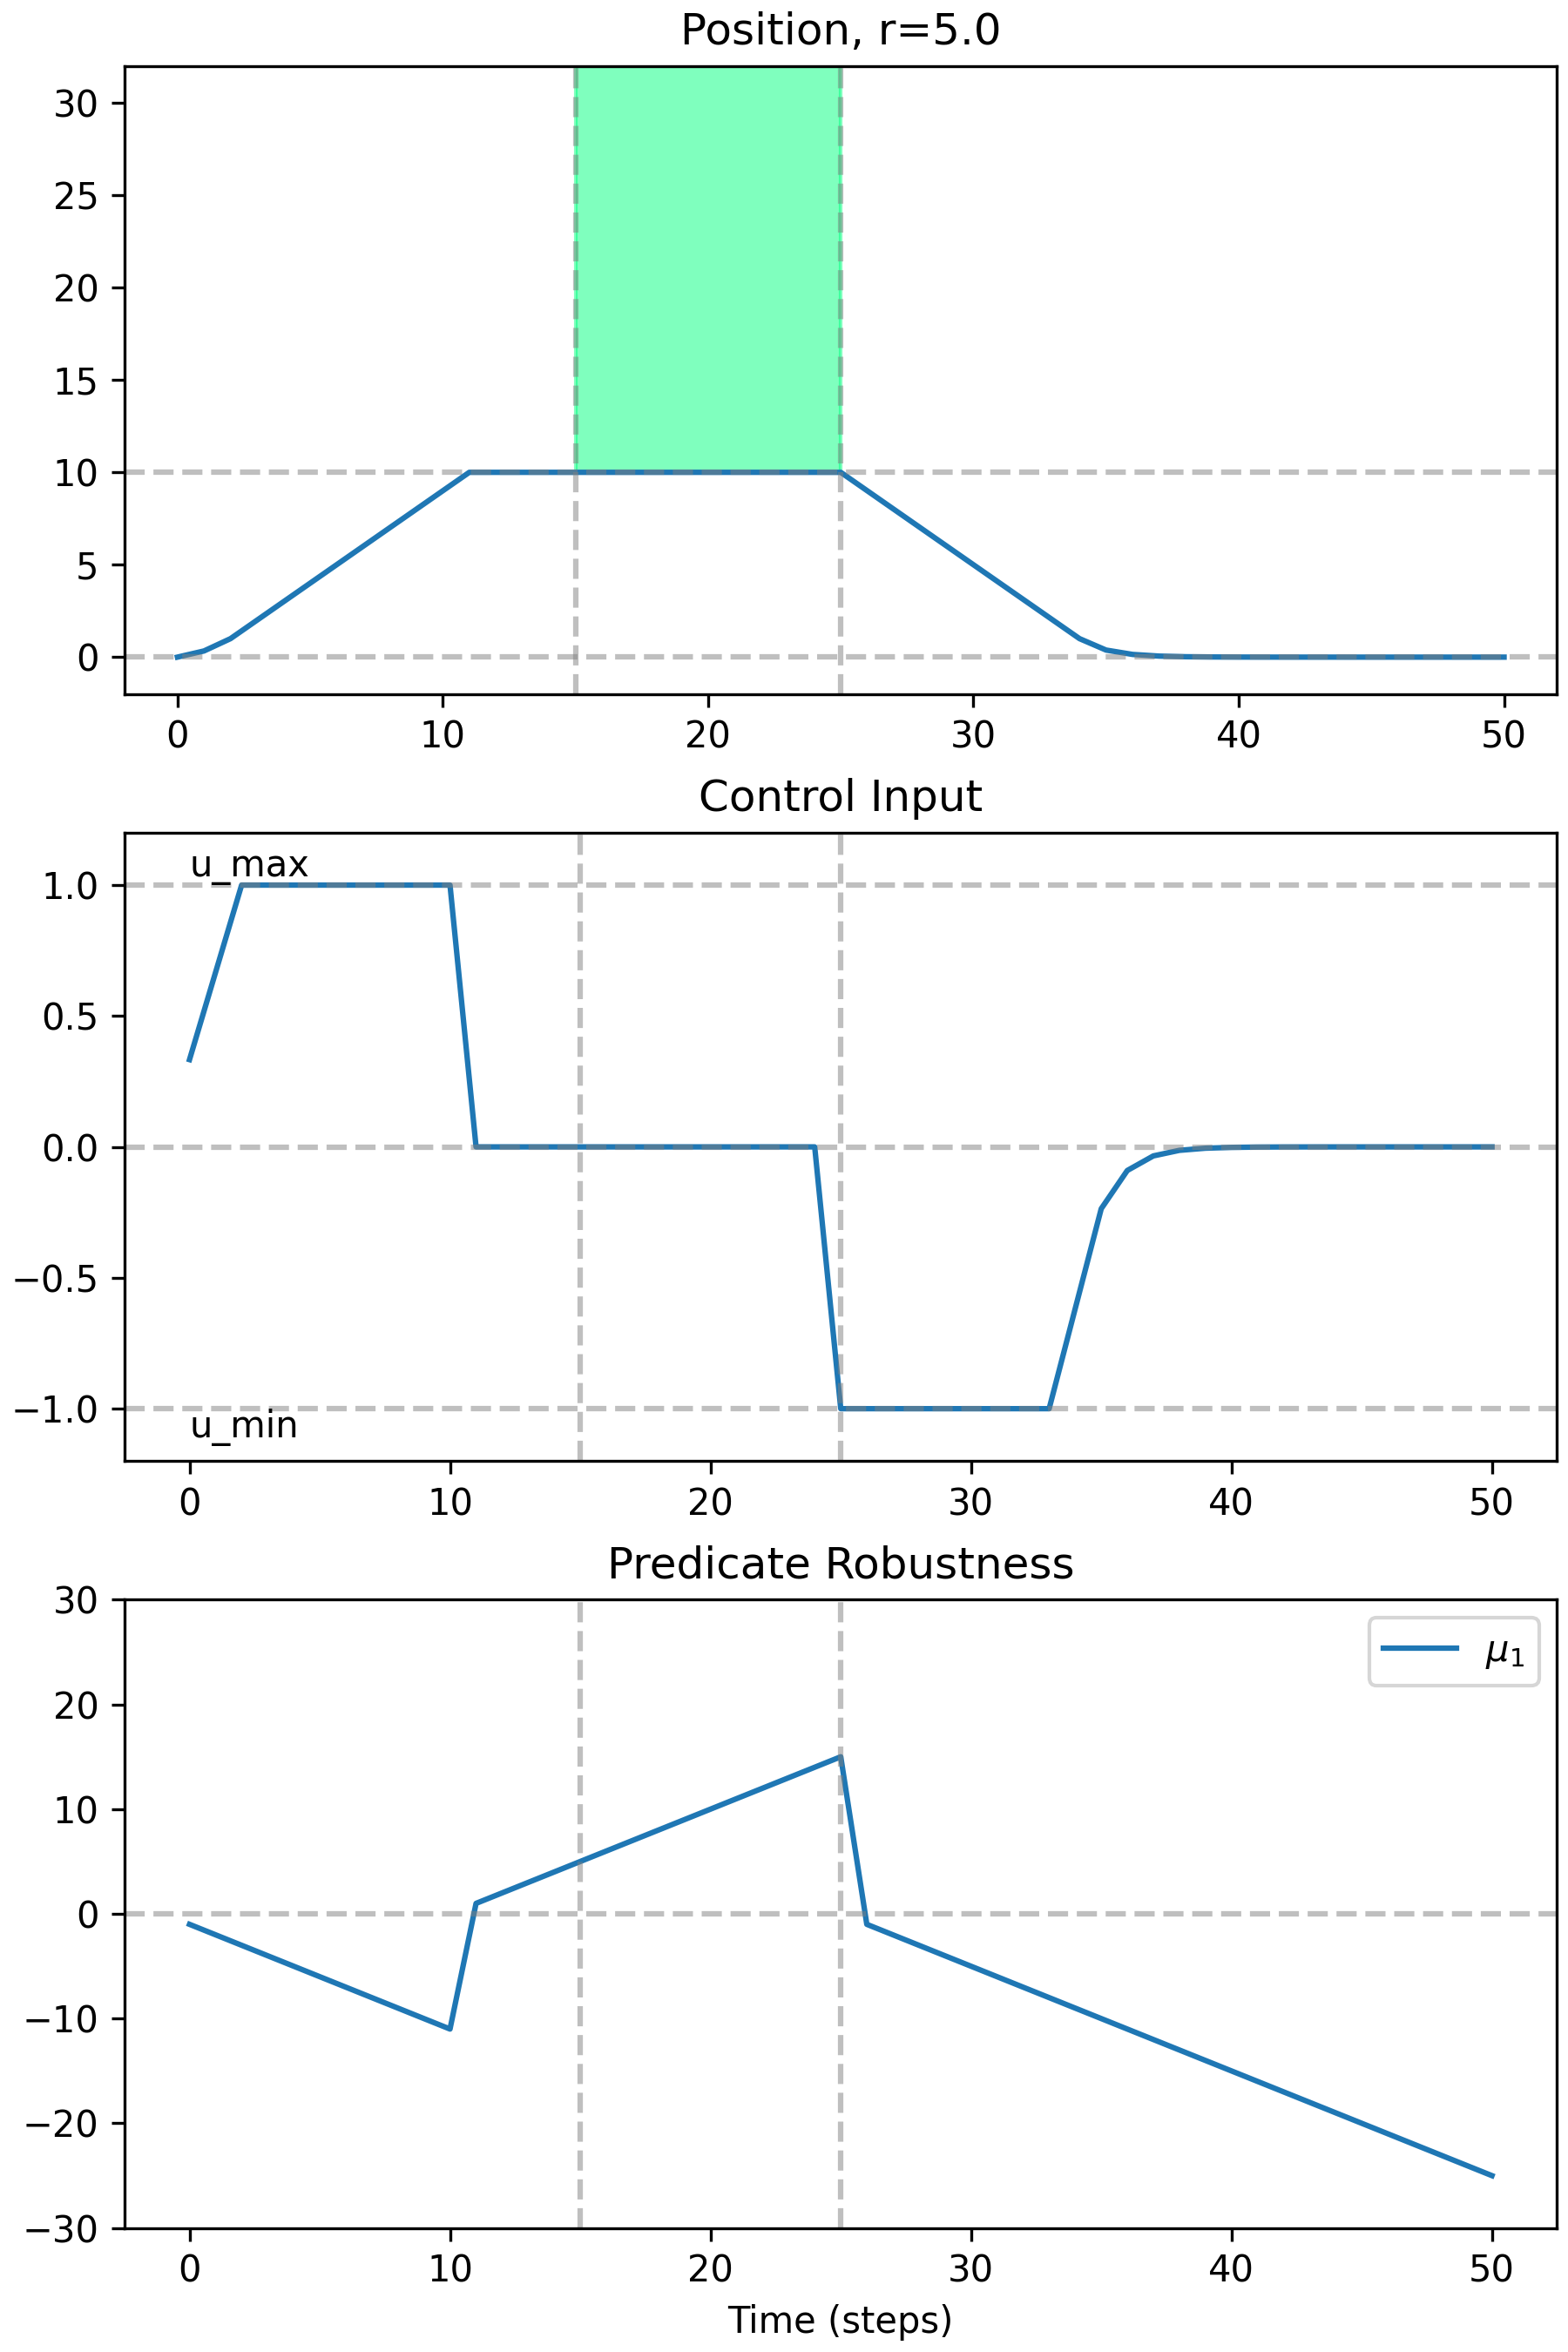 Position, r=5.0
30
25
20
15
10
5
0
0 10 20 30 40 50
Control Input
u_max
1.0
0.5
0.0
−0.5
−1.0
u_min
0 10 20 30 40 50
Predicate Robustness
30
μ₁
20
10
0
−10
−20
−30
0 10 20 30 40 50
Time (steps)